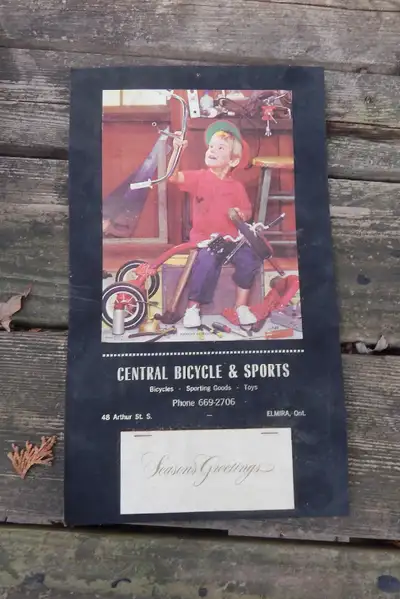 CENTRAL BICYCLE & SPORTS
Bicycles - Sporting Goods - Toys
Phone 669-2706
48 Arthur St. S. - ELMIRA, Ont.
Season's Greetings